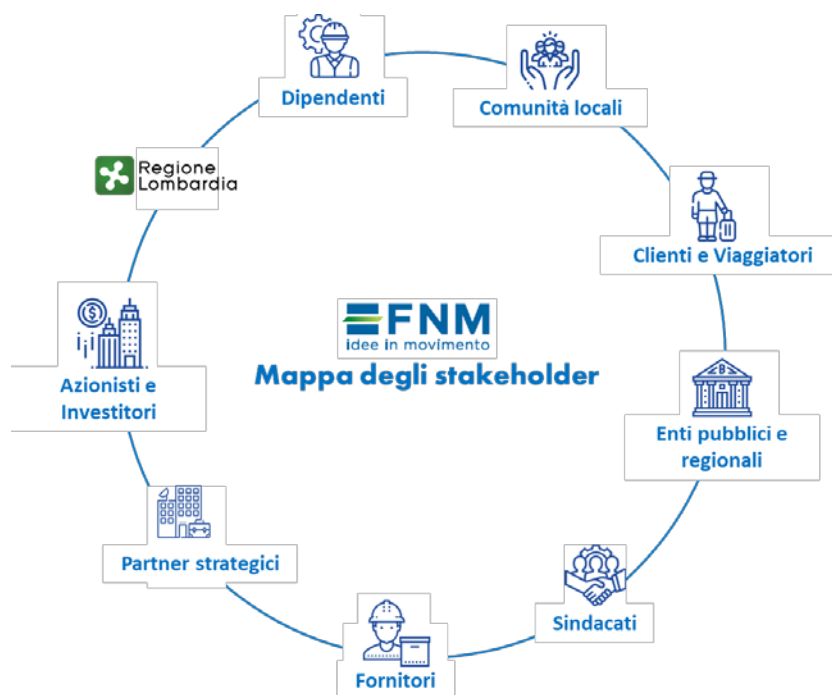 Dipendenti
Comunità locali
Regione
Lombardia
Clienti e Viaggiatori
FNM
idee in movimento
Mappa degli stakeholder
Azionisti e
Investitori
Enti pubblici e
regionali
Partner strategici
Sindacati
Fornitori